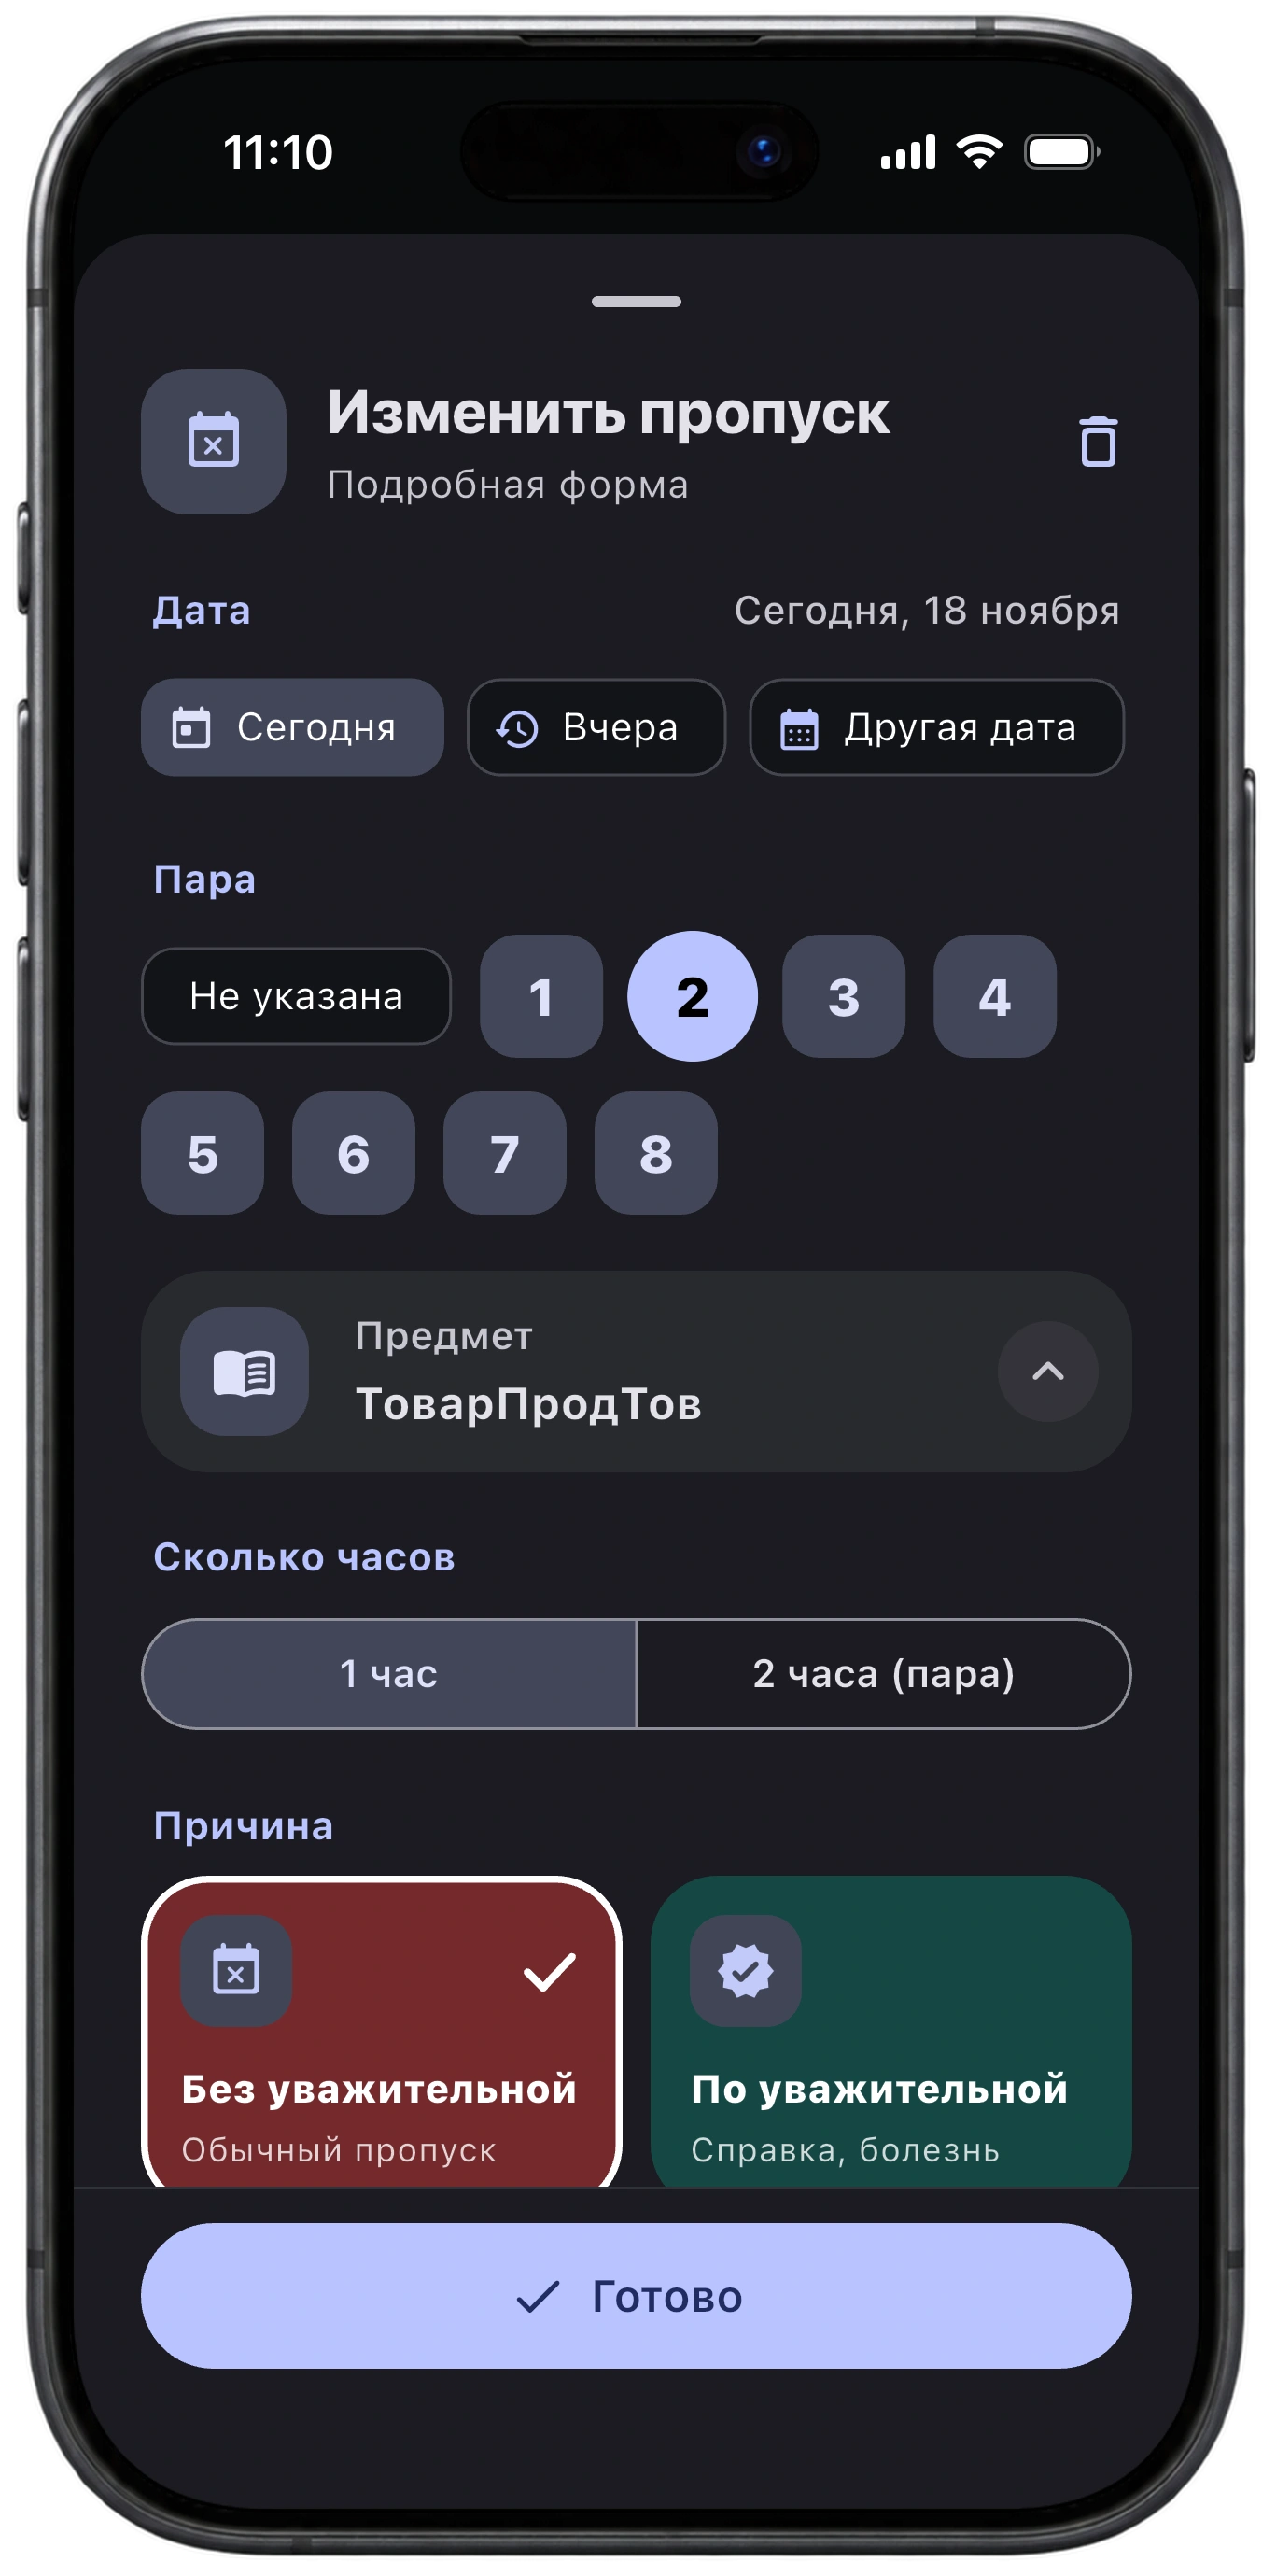 11:10
Изменить пропуск
Подробная форма
Дата Сегодня, 18 ноября
Сегодня Вчера Другая дата
Пара
Не указана 1 2 3 4
5 6 7 8
Предмет
ТоварПродТов
Сколько часов
1 час 2 часа (пара)
Причина
Без уважительной По уважительной
Обычный пропуск Справка, болезнь
Готово